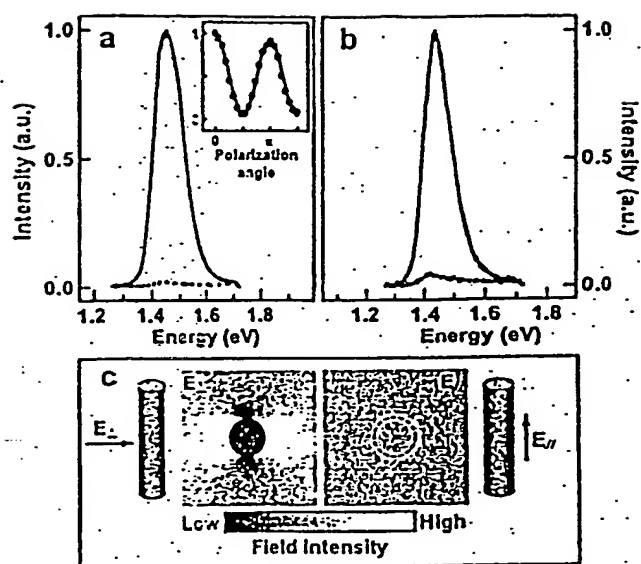 a
1.0
0.5
0.0
Intensity (a.u.)
1
0
π
Polarization
angle
1.2 1.4 1.6 1.8
Energy (eV)
b
1.0
0.5
0.0
Intensity (a.u.)
1.2 1.4 1.6 1.8
Energy (eV)
c
E⊥
E
E
E//
Low High
Field Intensity